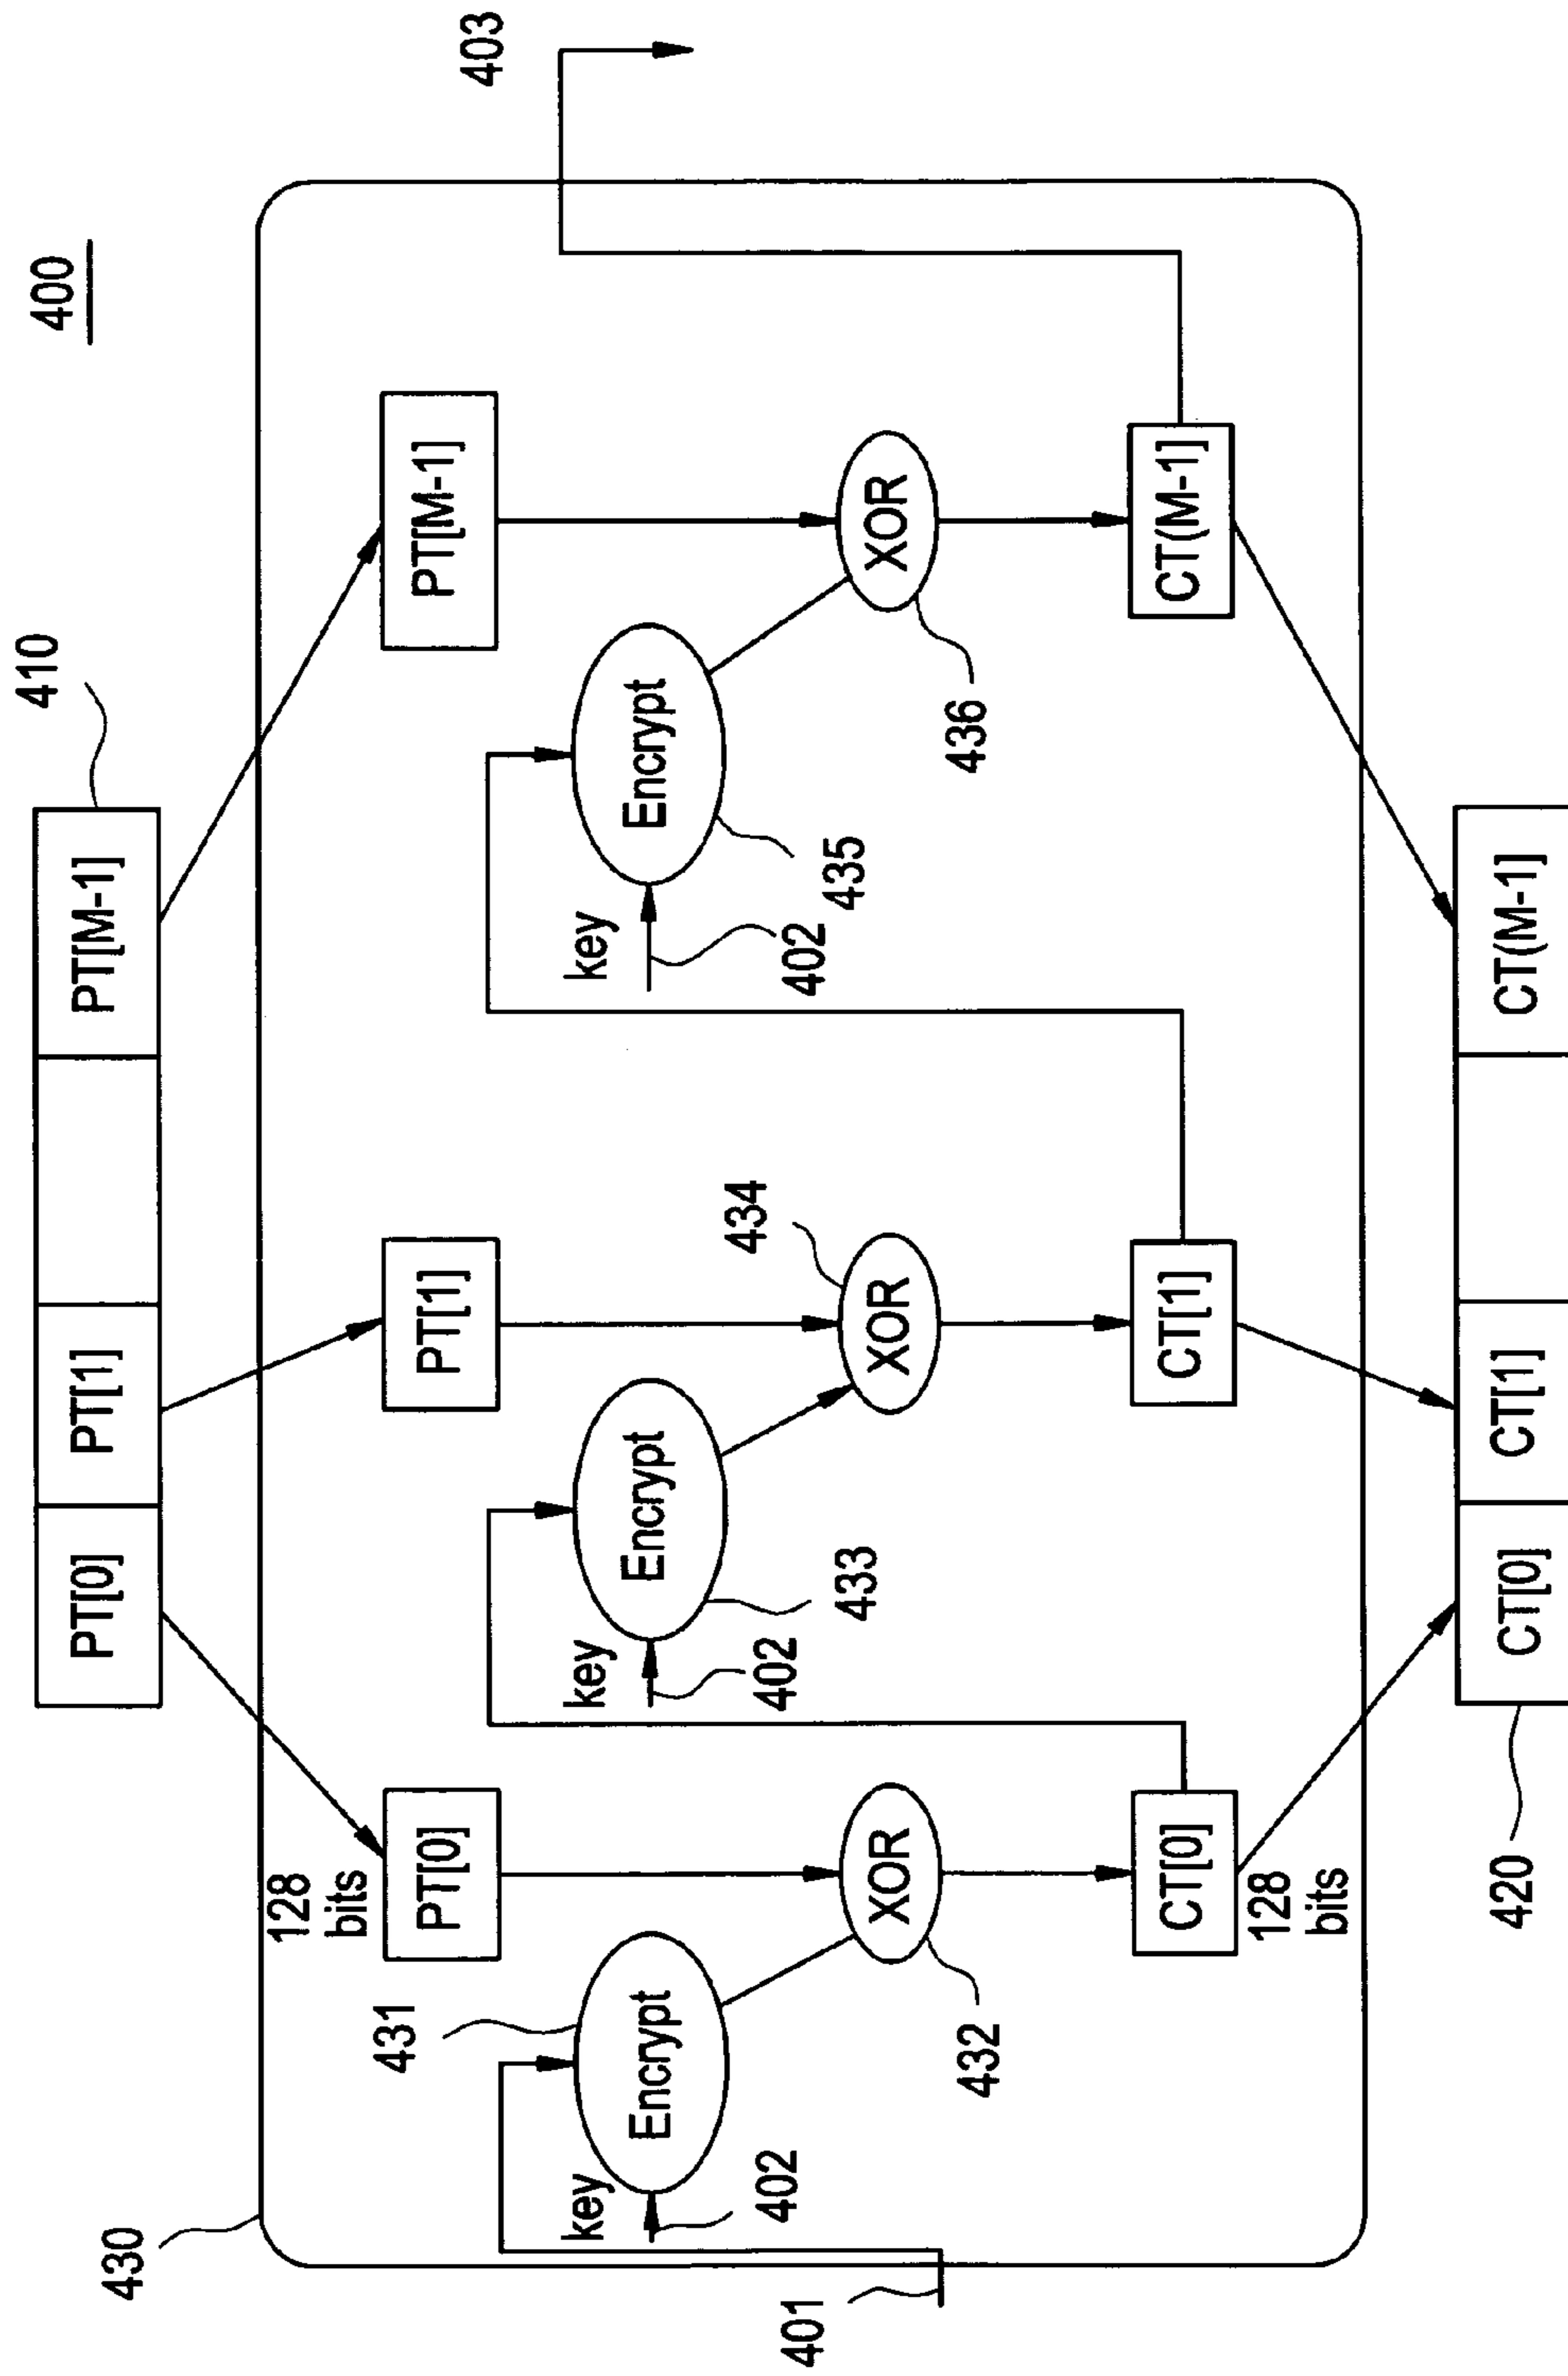 400
410
PT[0]
PT[1]
PT[M-1]
430
403
128
bits
PT[0]
PT[1]
PT[M-1]
431
key
Encrypt
402
key
Encrypt
402
433
key
Encrypt
402
435
401
XOR
432
XOR
434
XOR
436
CT[0]
CT[1]
CT(M-1]
128
bits
CT[0]
CT[1]
CT(M-1]
420